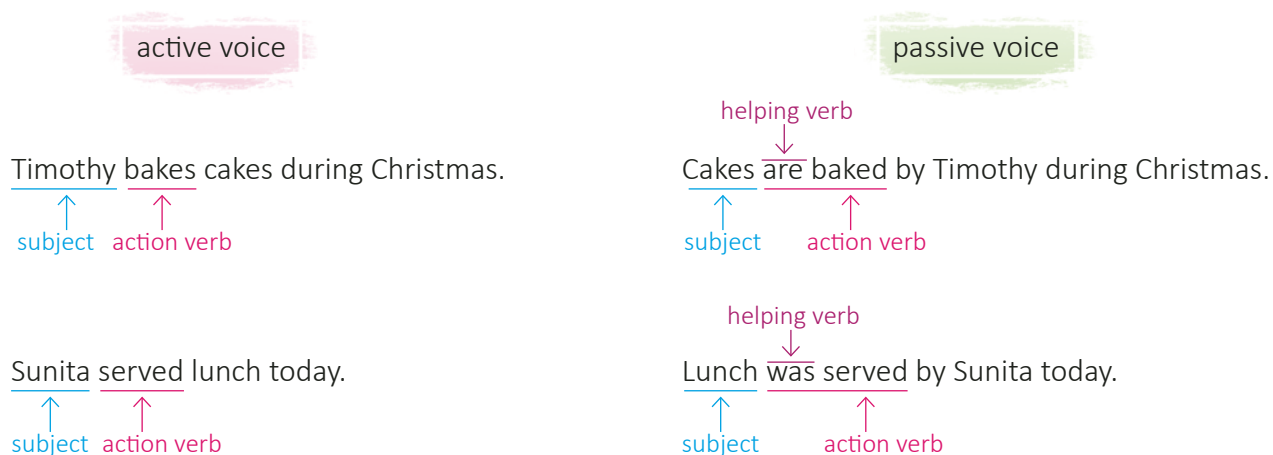 active voice
passive voice
helping verb
Timothy bakes cakes during Christmas.
Cakes are baked by Timothy during Christmas.
subject action verb
subject action verb
helping verb
Sunita served lunch today.
Lunch was served by Sunita today.
subject action verb
subject action verb